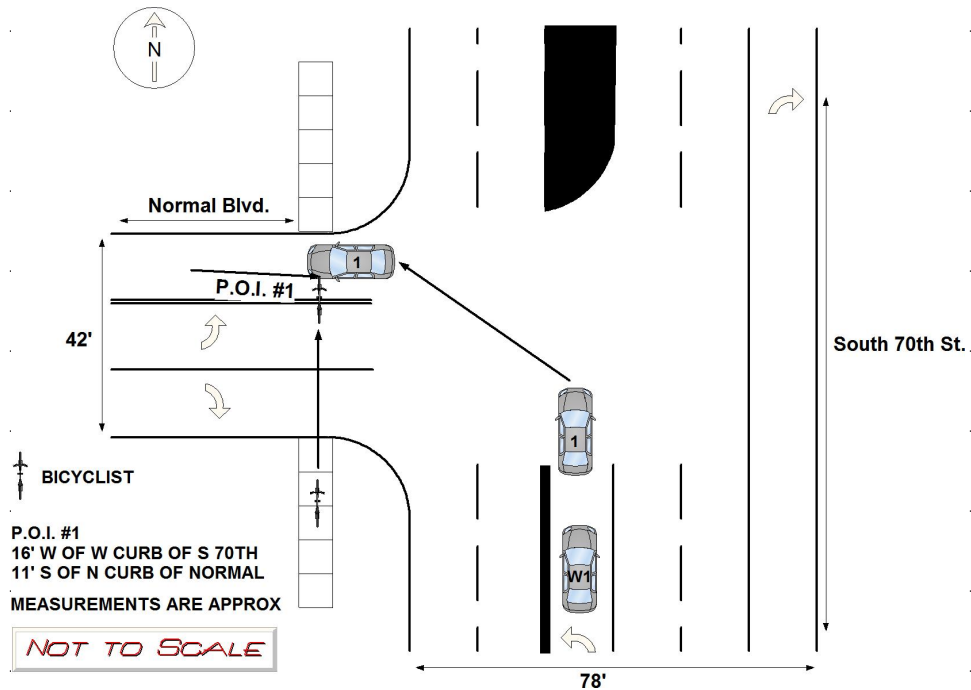 N
Normal Blvd.
1
P.O.I. #1
42'
South 70th St.
1
BICYCLIST
W1
P.O.I. #1
16' W OF W CURB OF S 70TH
11' S OF N CURB OF NORMAL
MEASUREMENTS ARE APPROX
NOT TO SCALE
78'